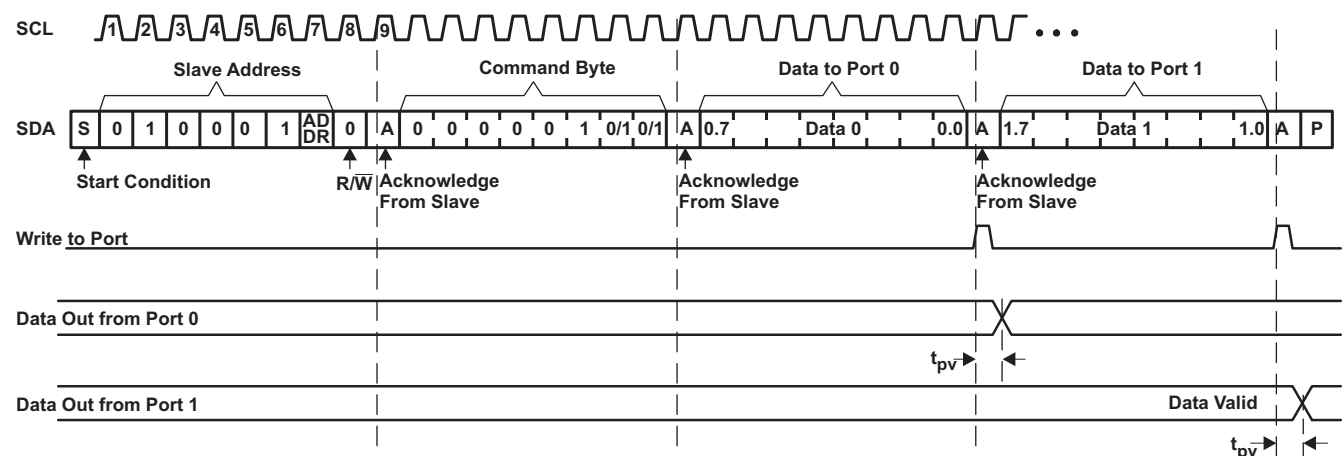 SCL 1 2 3 4 5 6 7 8 9
Slave Address Command Byte Data to Port 0 Data to Port 1
SDA S 0 1 0 0 0 1 AD DR 0 A 0 0 0 0 0 1 0/1 0/1 A 0.7 Data 0 0.0 A 1.7 Data 1 1.0 A P
Start Condition R/W̅ Acknowledge From Slave Acknowledge From Slave Acknowledge From Slave
Write to Port
Data Out from Port 0
tpv
Data Out from Port 1 Data Valid
tpv